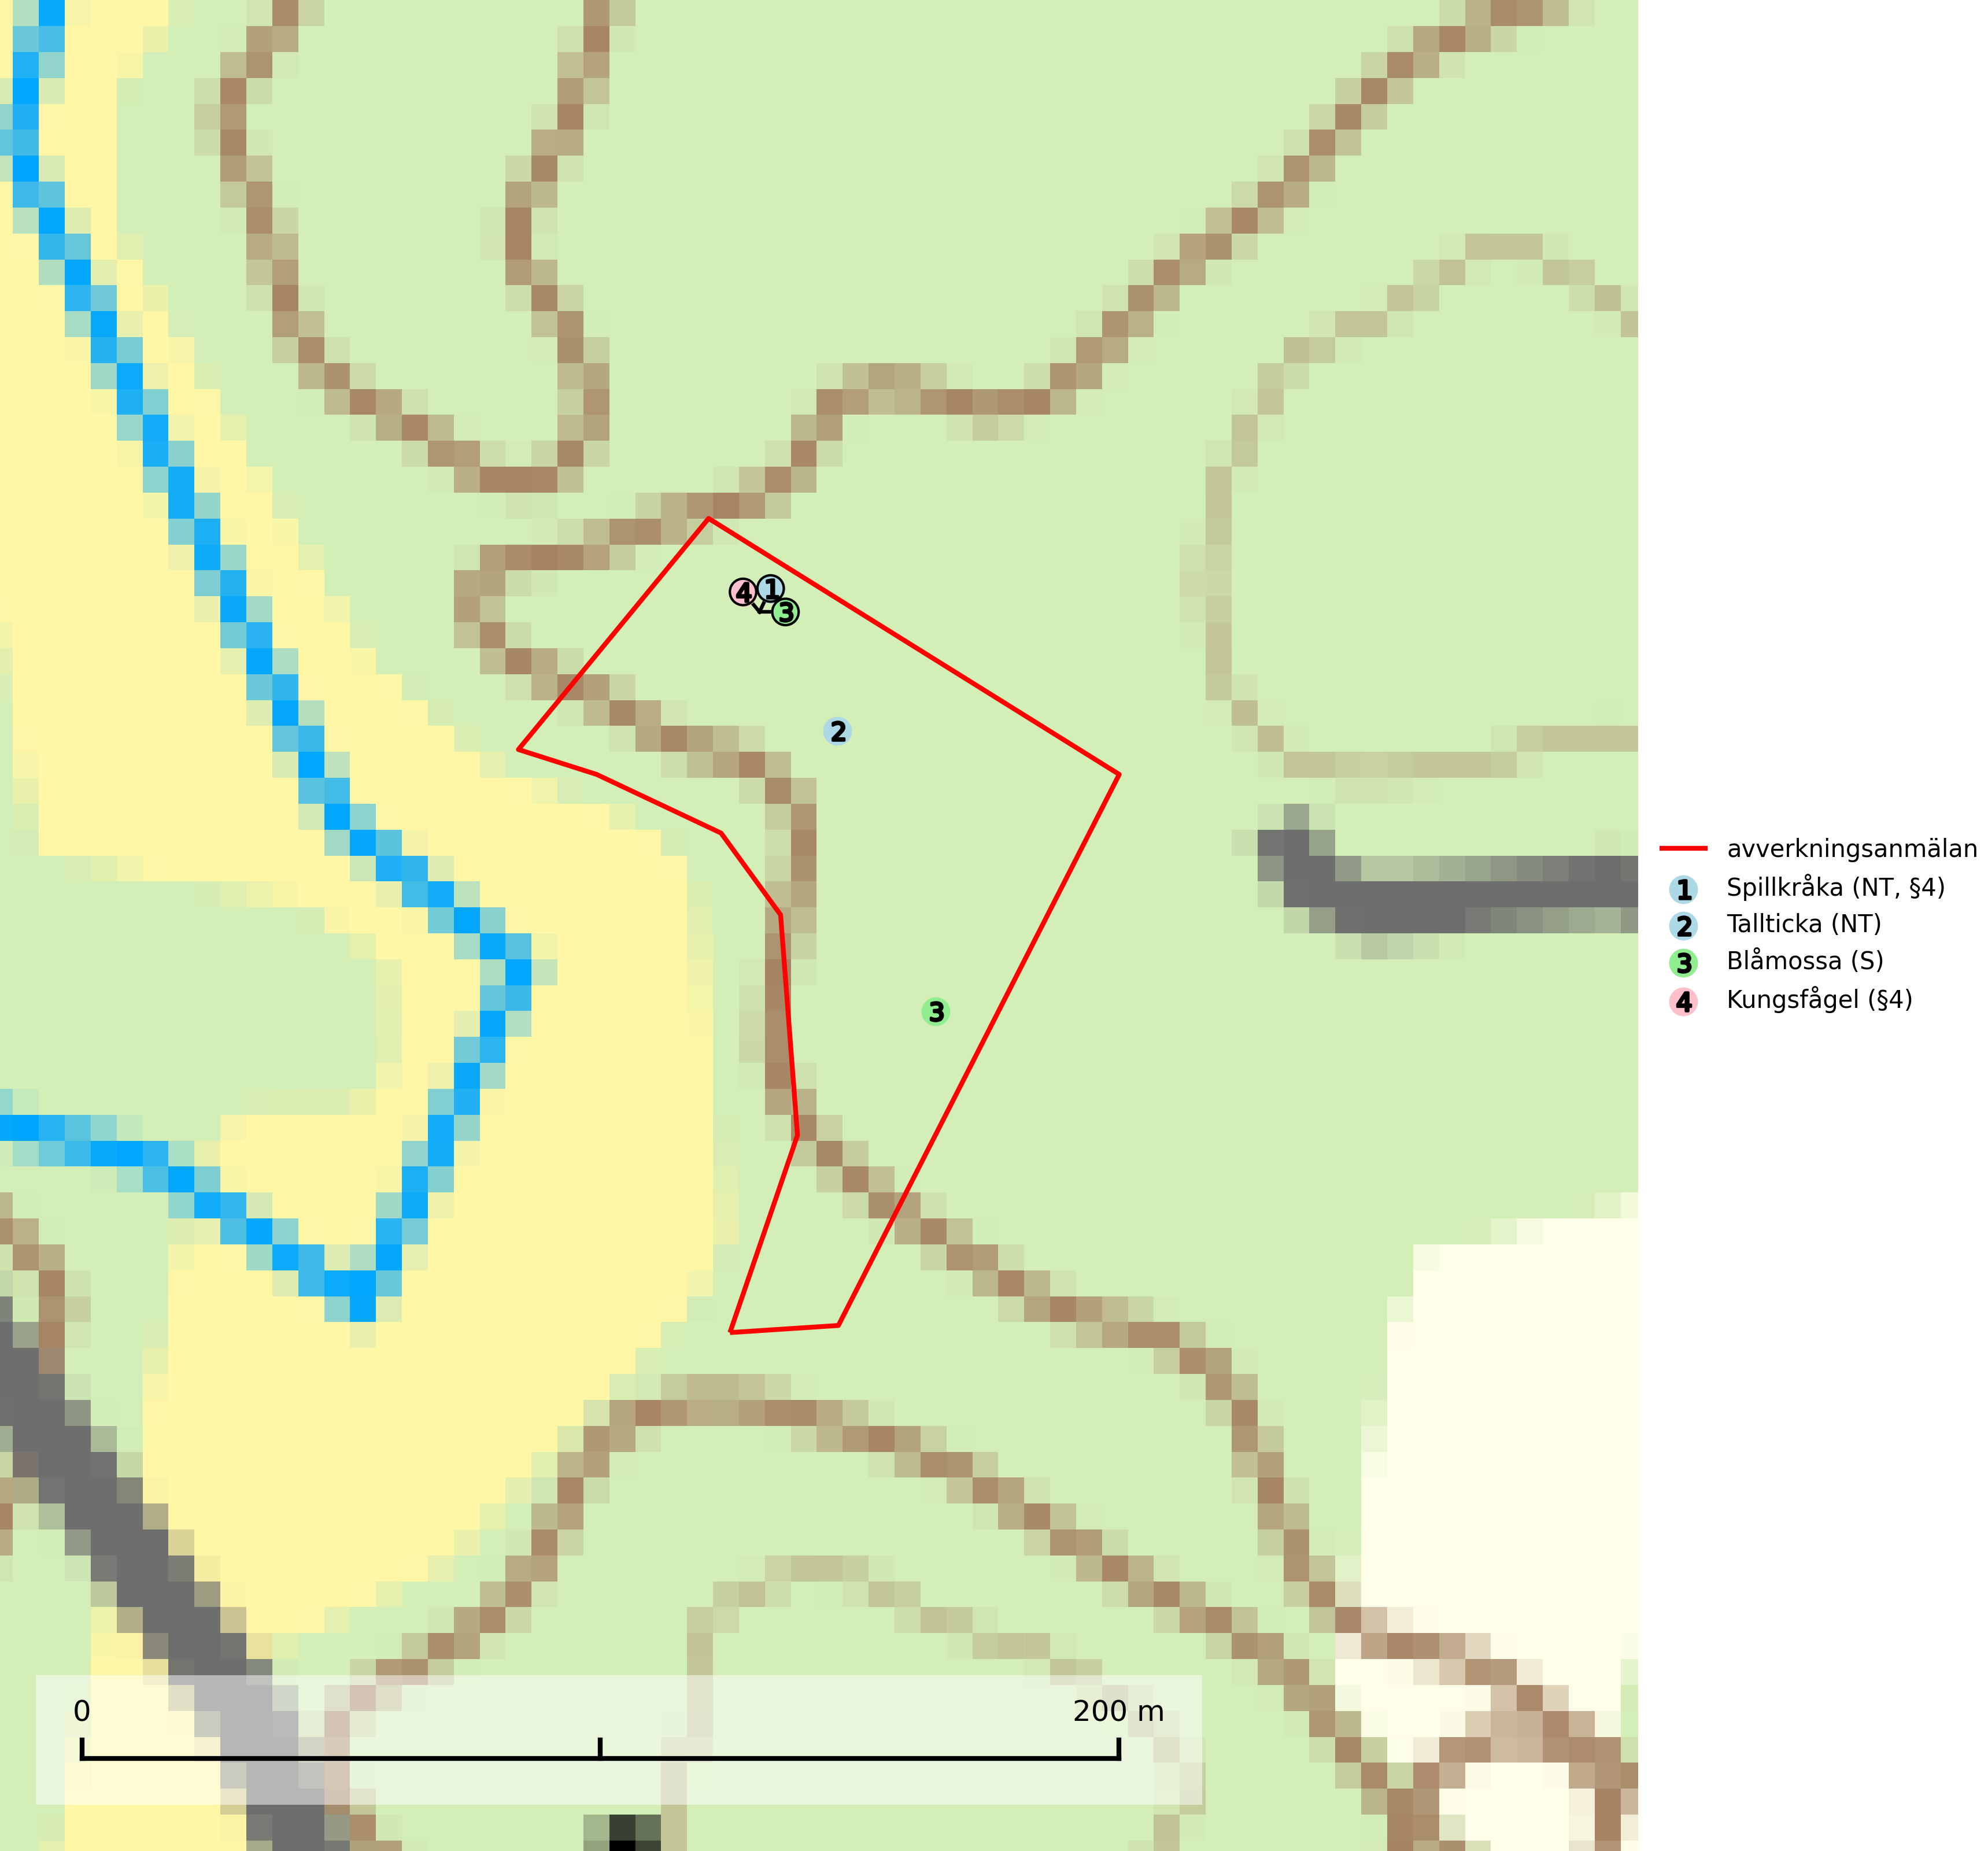 4 1
3
2
3
avverkningsanmälan
1 Spillkråka (NT, §4)
2 Tallticka (NT)
3 Blåmossa (S)
4 Kungsfågel (§4)
0 200 m